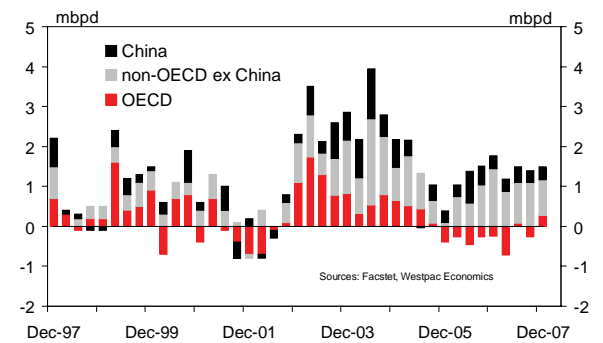 mbpd mbpd
5 5
China
4 4
non-OECD ex China
OECD
3 3
2 2
1 1
0 0
-1 -1
Sources: Facstet, Westpac Economics
-2 -2
Dec-97 Dec-99 Dec-01 Dec-03 Dec-05 Dec-07